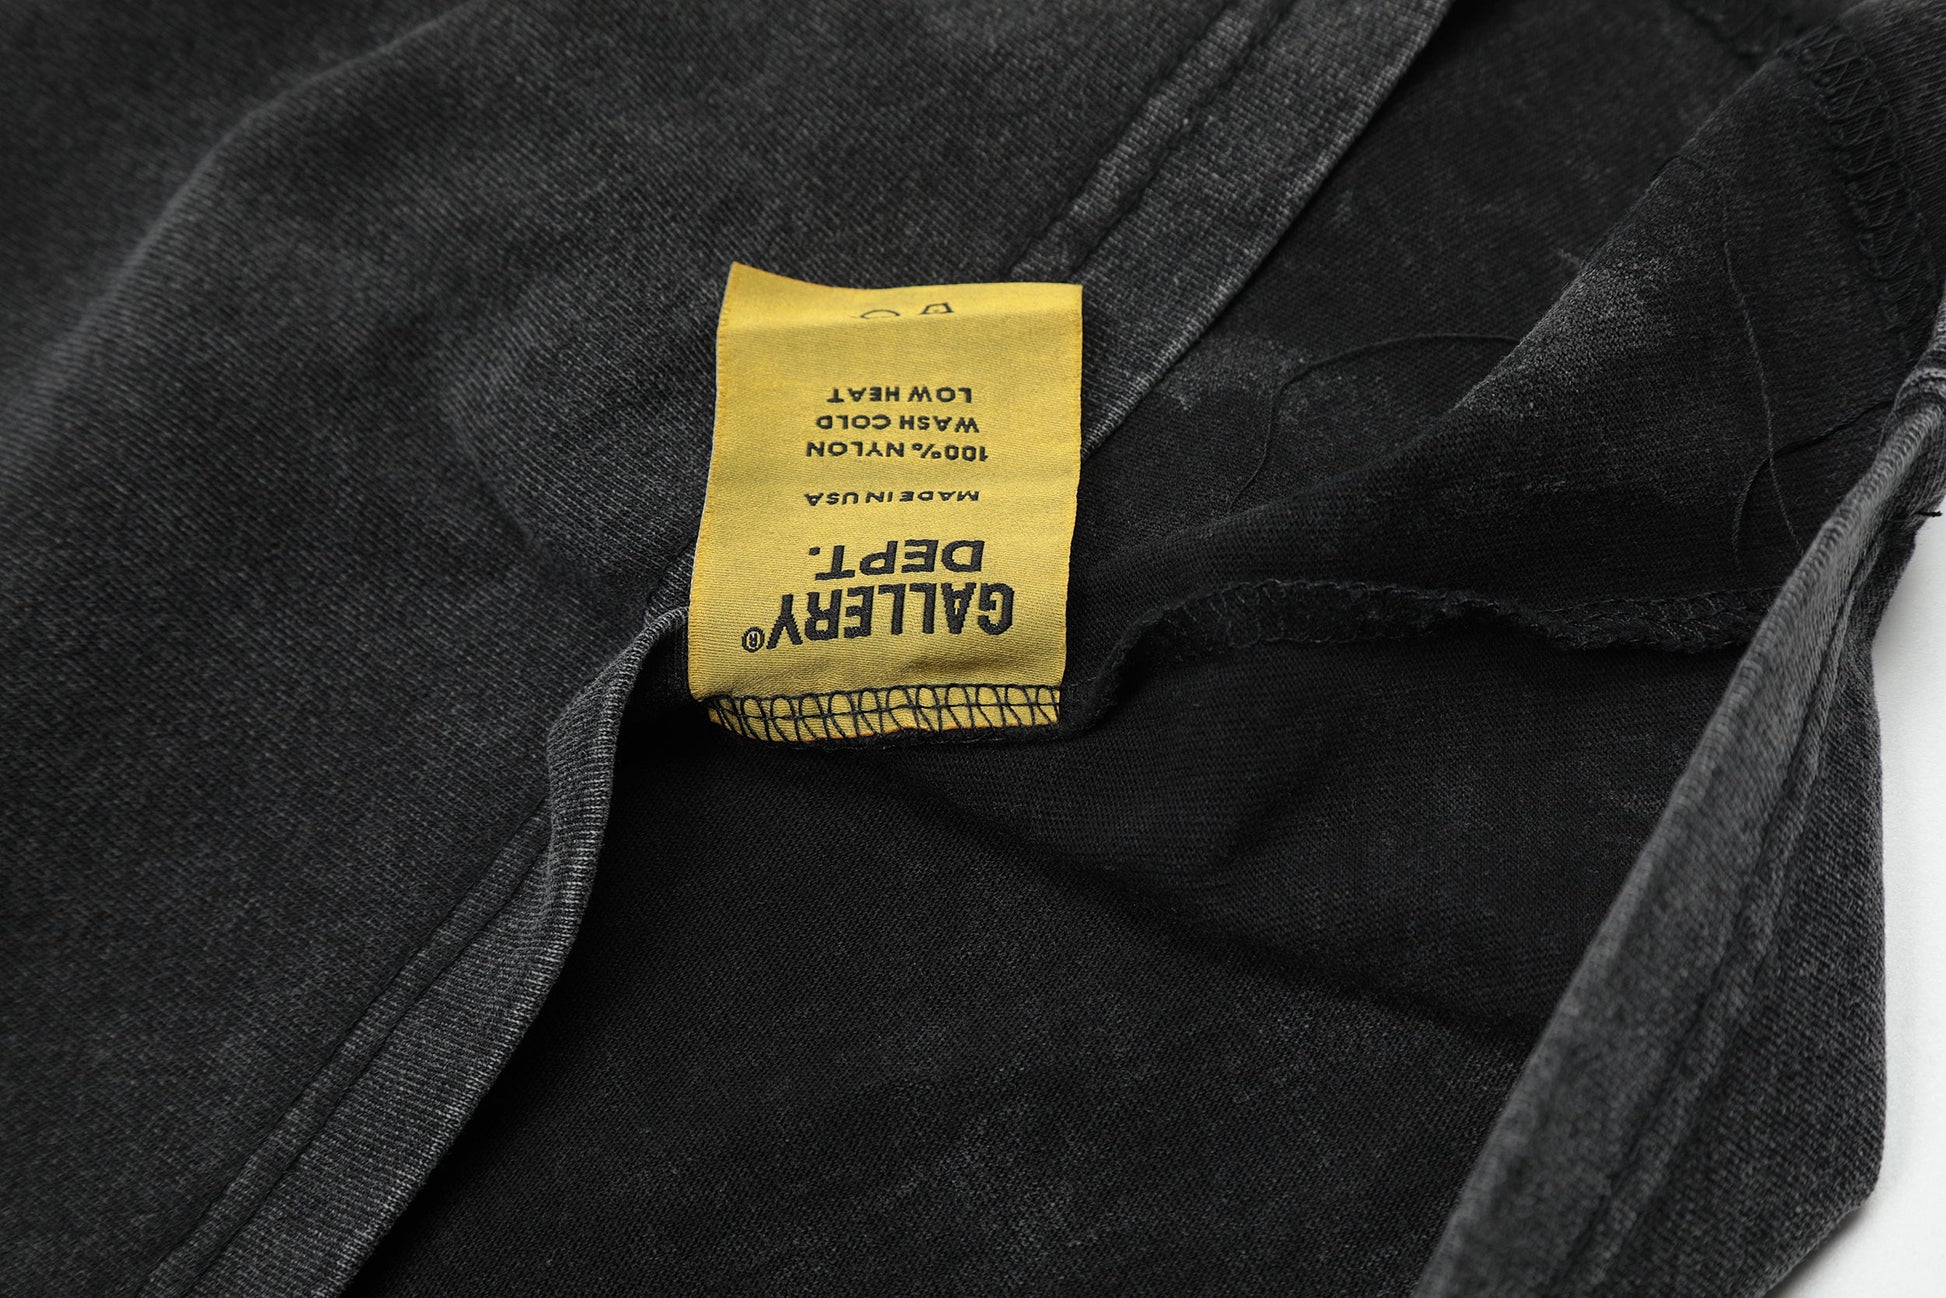 GALLERY®
DEPT.
MADE IN USA
100% NYLON
WASH COLD
LOW HEAT